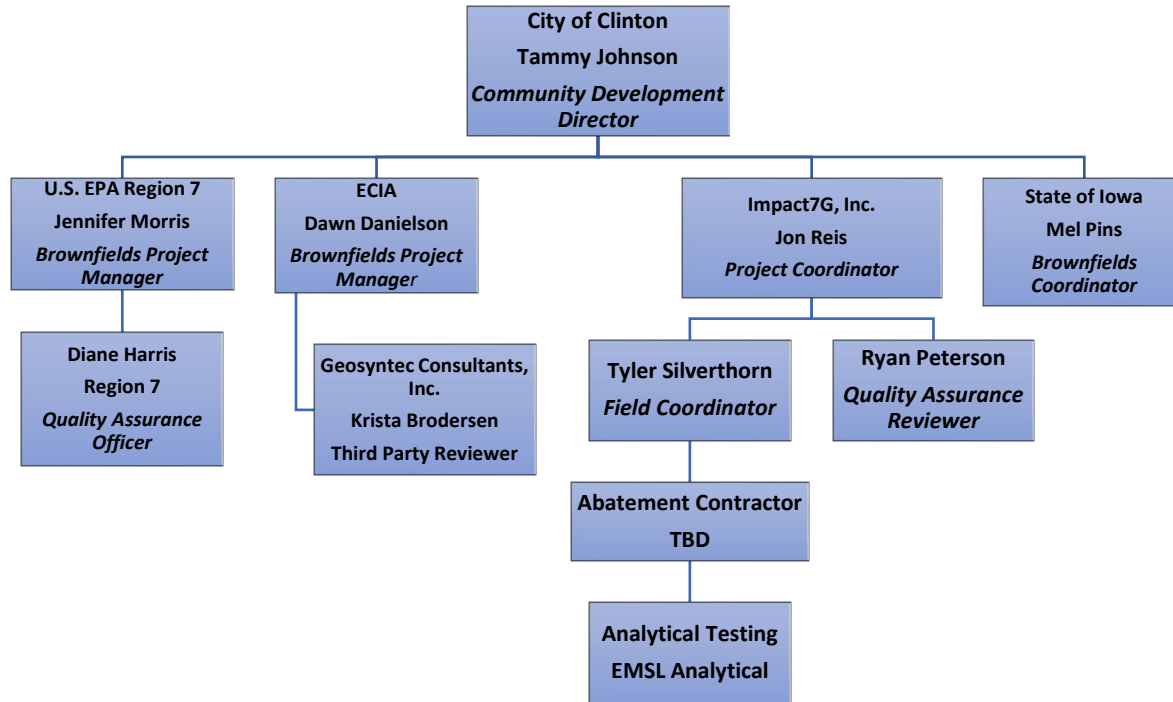 City of Clinton
Tammy Johnson
Community Development
Director
U.S. EPA Region 7
Jennifer Morris
Brownfields Project
Manager
ECIA
Dawn Danielson
Brownfields Project
Manager
Impact7G, Inc.
Jon Reis
Project Coordinator
State of Iowa
Mel Pins
Brownfields
Coordinator
Diane Harris
Region 7
Quality Assurance
Officer
Geosyntec Consultants,
Inc.
Krista Brodersen
Third Party Reviewer
Tyler Silverthorn
Field Coordinator
Ryan Peterson
Quality Assurance
Reviewer
Abatement Contractor
TBD
Analytical Testing
EMSL Analytical